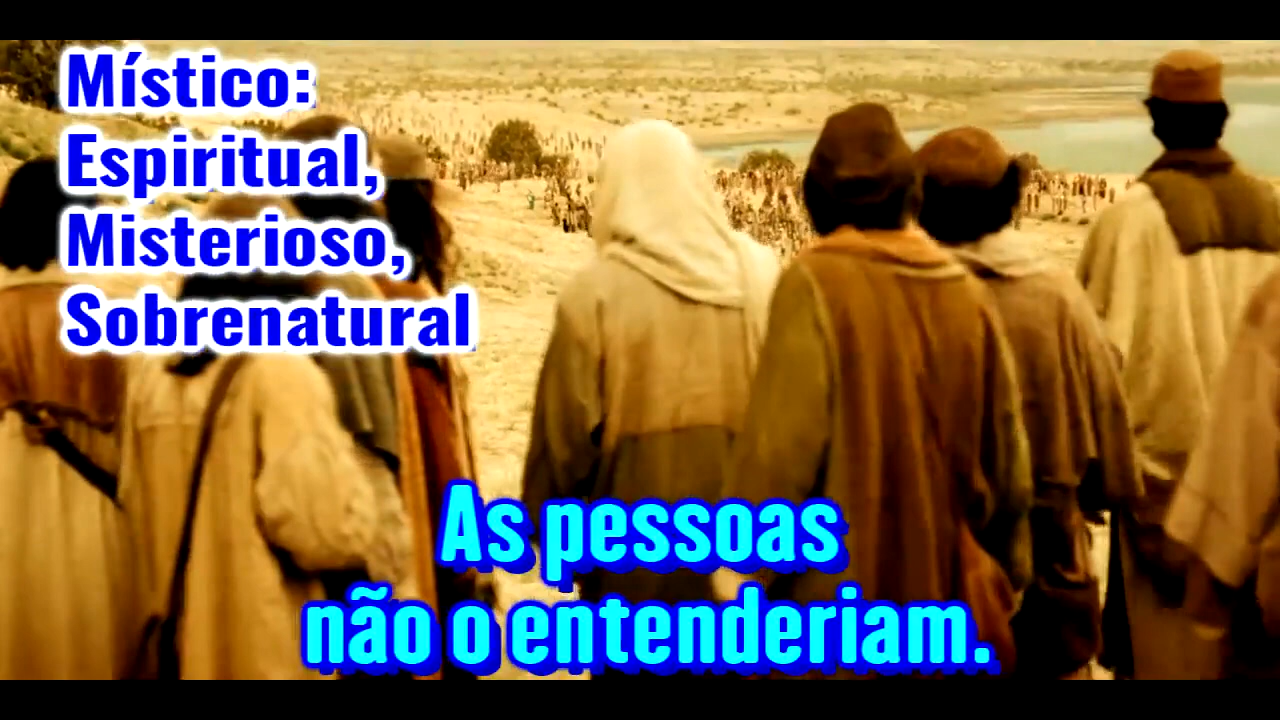 Místico:
Espiritual,
Misterioso,
Sobrenatural
As pessoas
não o entenderiam.